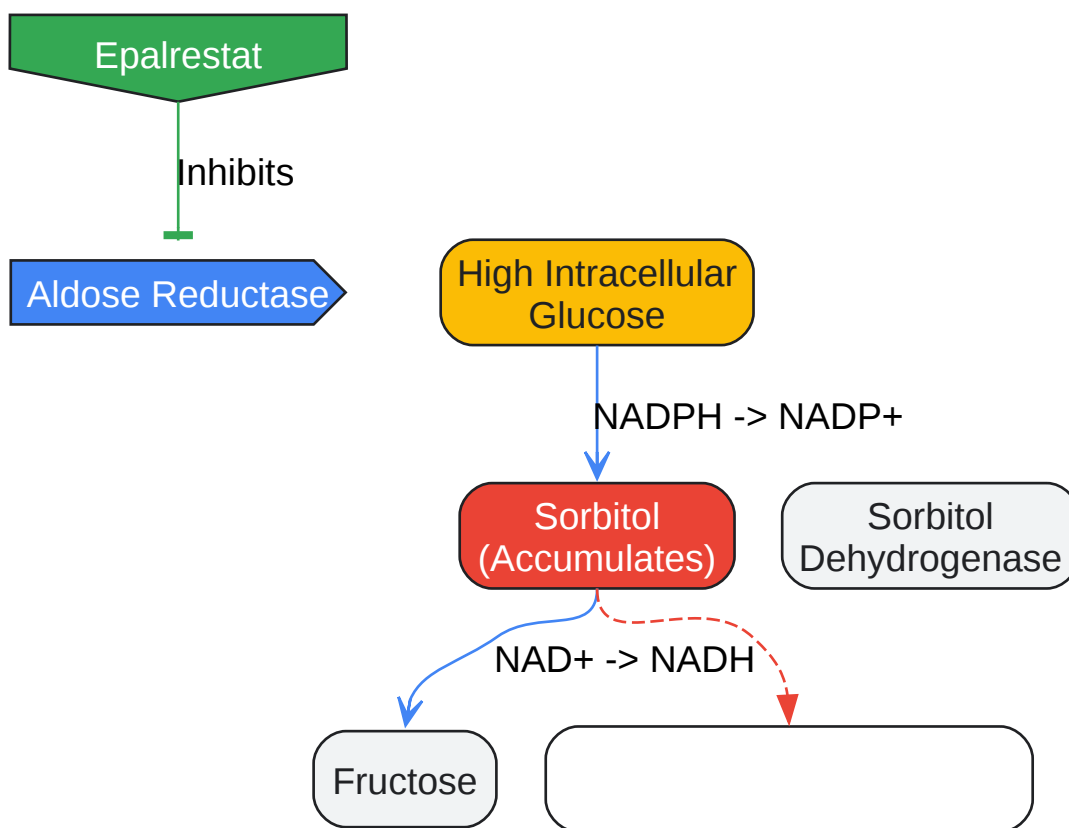 Epalrestat
Inhibits
Aldose Reductase
High Intracellular
Glucose
NADPH -> NADP+
Sorbitol
(Accumulates)
Sorbitol
Dehydrogenase
NAD+ -> NADH
Fructose